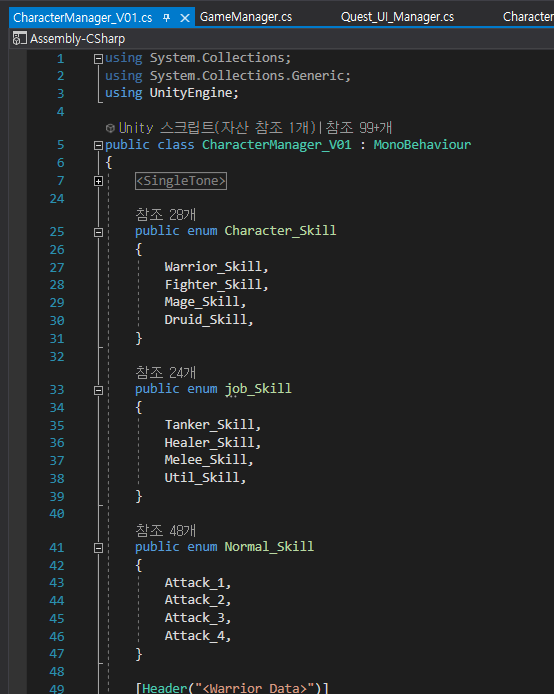 CharacterManager_V01.cs GameManager.cs Quest_UI_Manager.cs Character
Assembly-CSharp
1 using System.Collections;
2 using System.Collections.Generic;
3 using UnityEngine;
4
Unity 스크립트(자산 참조 1개)|참조 99+개
5 public class CharacterManager_V01 : MonoBehaviour
6 {
7 <SingleTone>
24
참조 28개
25 public enum Character_Skill
26 {
27 Warrior_Skill,
28 Fighter_Skill,
29 Mage_Skill,
30 Druid_Skill,
31 }
32
참조 24개
33 public enum job_Skill
34 {
35 Tanker_Skill,
36 Healer_Skill,
37 Melee_Skill,
38 Util_Skill,
39 }
40
참조 48개
41 public enum Normal_Skill
42 {
43 Attack_1,
44 Attack_2,
45 Attack_3,
46 Attack_4,
47 }
48
49 [Header("<Warrior Data>")]